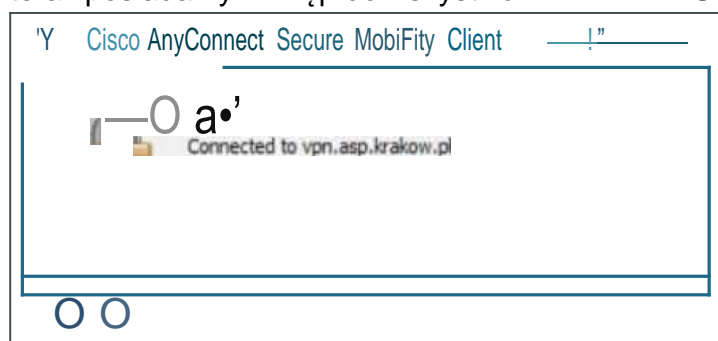 'Y Cisco AnyConnect Secure MobiFity Client !”
┌—O a•’
Connected to vpn.asp.krakow.pl
O O